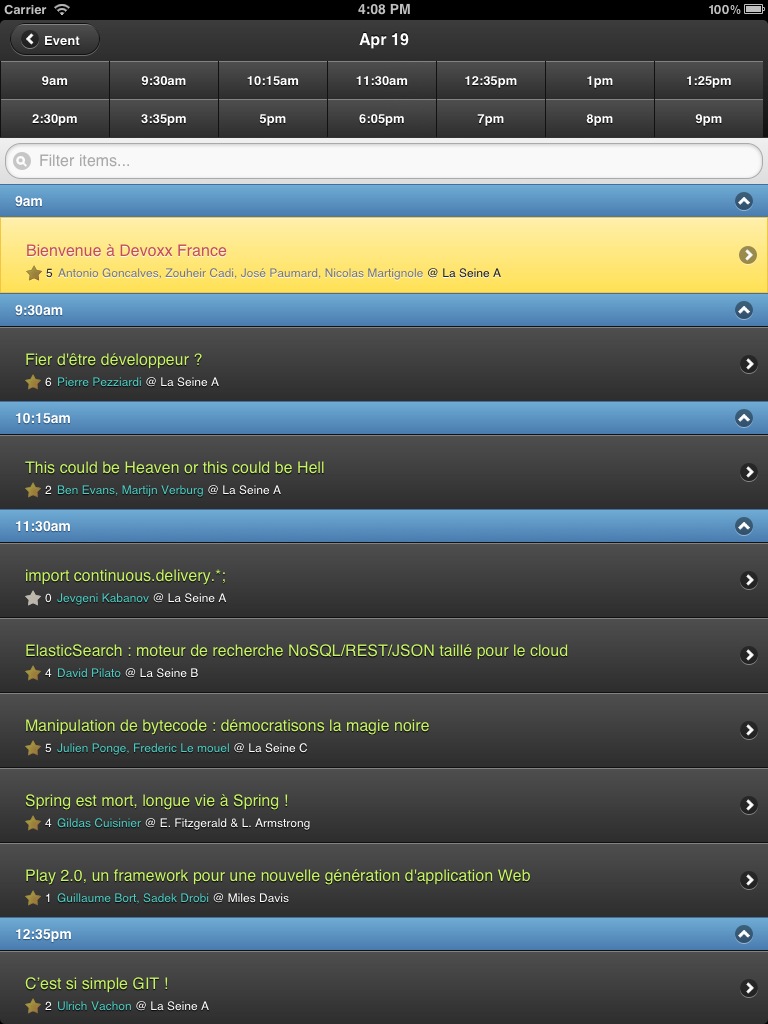 Carrier 4:08 PM 100%
Event Apr 19
9am 9:30am 10:15am 11:30am 12:35pm 1pm 1:25pm
2:30pm 3:35pm 5pm 6:05pm 7pm 8pm 9pm
Filter items...
9am
Bienvenue à Devoxx France
5 Antonio Goncalves, Zouheir Cadi, José Paumard, Nicolas Martignole @ La Seine A
9:30am
Fier d'être développeur ?
6 Pierre Pezziardi @ La Seine A
10:15am
This could be Heaven or this could be Hell
2 Ben Evans, Martijn Verburg @ La Seine A
11:30am
import continuous.delivery.*;
0 Jevgeni Kabanov @ La Seine A
ElasticSearch : moteur de recherche NoSQL/REST/JSON taillé pour le cloud
4 David Pilato @ La Seine B
Manipulation de bytecode : démocratisons la magie noire
5 Julien Ponge, Frederic Le mouel @ La Seine C
Spring est mort, longue vie à Spring !
4 Gildas Cuisinier @ E. Fitzgerald & L. Armstrong
Play 2.0, un framework pour une nouvelle génération d'application Web
1 Guillaume Bort, Sadek Drobi @ Miles Davis
12:35pm
C’est si simple GIT !
2 Ulrich Vachon @ La Seine A